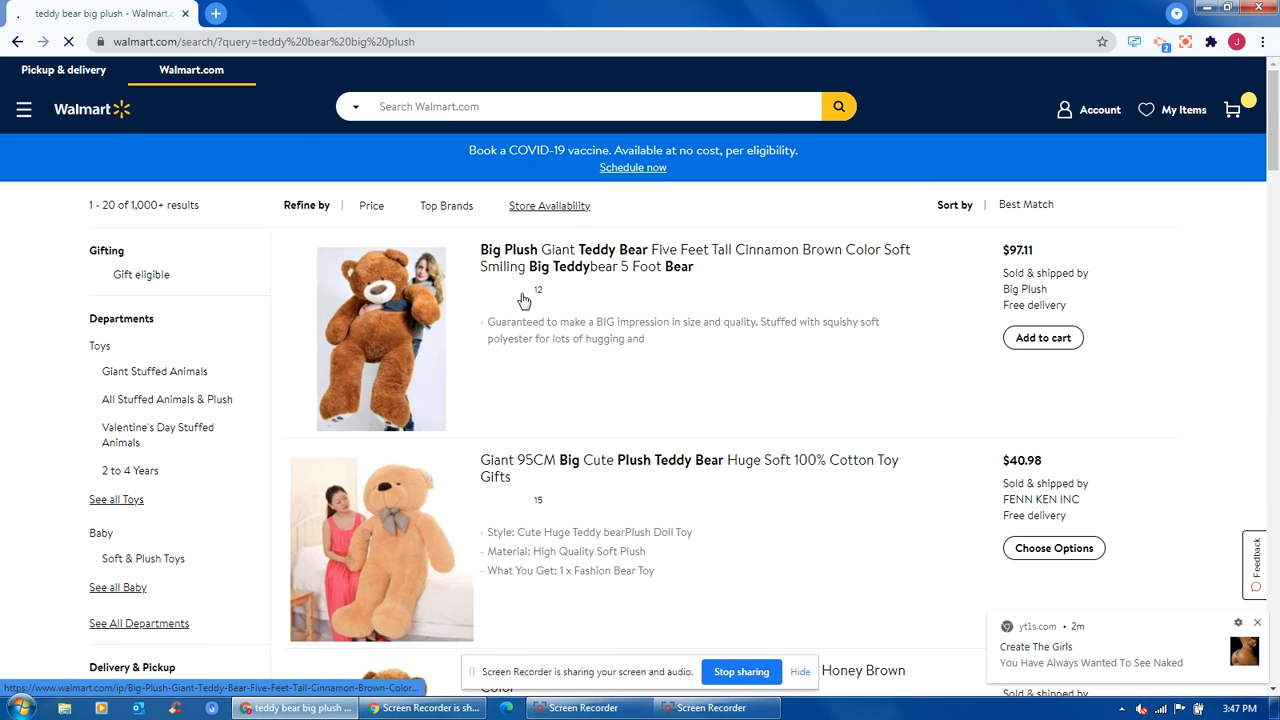 teddy bear big plush - Walmart.c
walmart.com/search/?query=teddy%20bear%20big%20plush
2
J
Pickup & delivery
Walmart.com
Walmart
Search Walmart.com
Account
My Items
Book a COVID-19 vaccine. Available at no cost, per eligibility.
Schedule now
1 - 20 of 1,000+ results
Refine by
Price
Top Brands
Store Availability
Sort by
Best Match
Gifting
Gift eligible
Departments
Toys
Giant Stuffed Animals
All Stuffed Animals & Plush
Valentine's Day Stuffed
Animals
2 to 4 Years
See all Toys
Baby
Soft & Plush Toys
See all Baby
See All Departments
Delivery & Pickup
Big Plush Giant Teddy Bear Five Feet Tall Cinnamon Brown Color Soft
Smiling Big Teddybear 5 Foot Bear
12
- Guaranteed to make a BIG impression in size and quality. Stuffed with squishy soft
polyester for lots of hugging and
$97.11
Sold & shipped by
Big Plush
Free delivery
Add to cart
Giant 95CM Big Cute Plush Teddy Bear Huge Soft 100% Cotton Toy
Gifts
15
- Style: Cute Huge Teddy bearPlush Doll Toy
- Material: High Quality Soft Plush
- What You Get: 1 x Fashion Bear Toy
$40.98
Sold & shipped by
FENN KEN INC
Free delivery
Choose Options
Feedback
Honey Brown
yt1s.com • 2m
Create The Girls
You Have Always Wanted To See Naked
Screen Recorder is sharing your screen and audio.
Stop sharing
Hide
https://www.walmart.com/ip/Big-Plush-Giant-Teddy-Bear-Five-Feet-Tall-Cinnamon-Brown-Color...
teddy bear big plush ...
Screen Recorder is sh...
Screen Recorder
Screen Recorder
3:47 PM